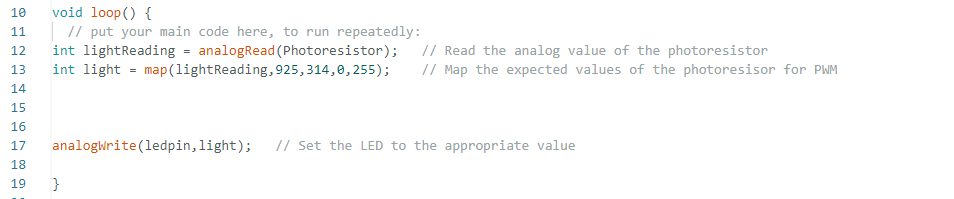 10 void loop() {
11 // put your main code here, to run repeatedly:
12 int lightReading = analogRead(Photoresistor); // Read the analog value of the photoresistor
13 int light = map(lightReading,925,314,0,255); // Map the expected values of the photoresisor for PWM
14
15
16
17 analogWrite(ledpin,light); // Set the LED to the appropriate value
18
19 }